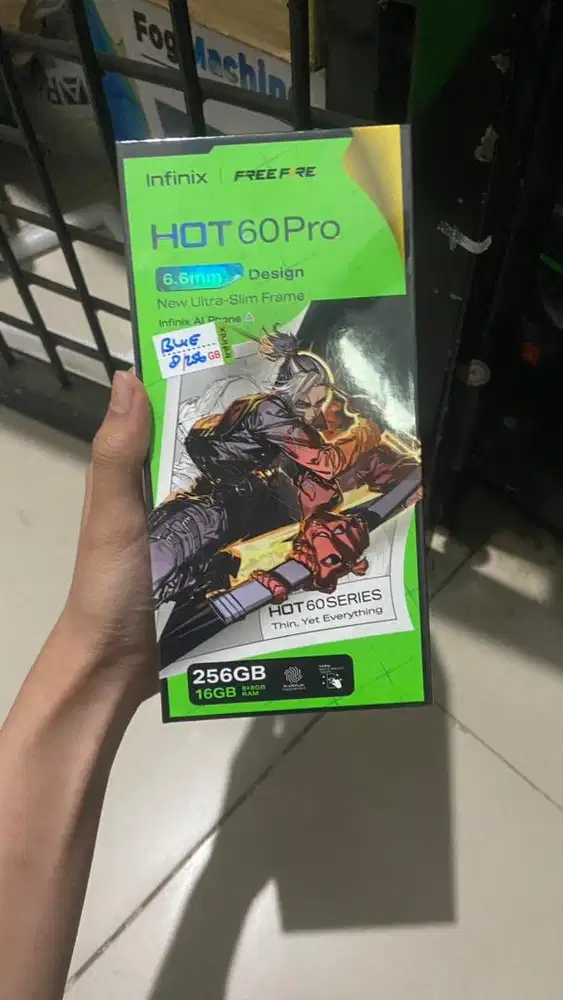 Fog Machine
Infinix | FREE FIRE
HOT 60 Pro
6.6mm Design
New Ultra-Slim Frame
Infinix AI Phone
BLUE
8/256 GB
Infinix
HOT 60 SERIES
Thin, Yet Everything
256GB
16GB 8+8GB
RAM